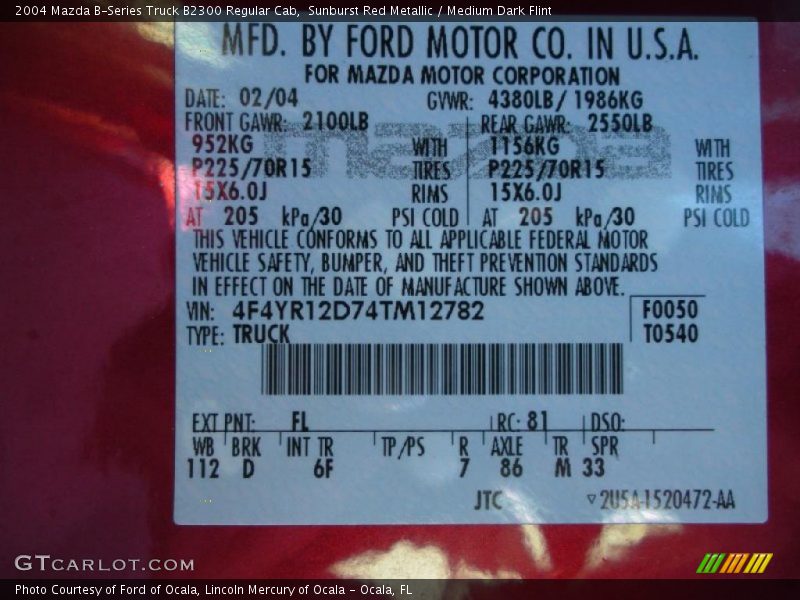 2004 Mazda B-Series Truck B2300 Regular Cab, Sunburst Red Metallic / Medium Dark Flint
MFD. BY FORD MOTOR CO. IN U.S.A.
FOR MAZDA MOTOR CORPORATION
DATE: 02/04 GVWR: 4380LB/ 1986KG
FRONT GAWR: 2100LB REAR GAWR: 2550LB
mazda
952KG WITH 1156KG WITH
P225/70R15 TIRES P225/70R15 TIRES
15X6.0J RINS 15X6.0J RINS
AT 205 kPa/30 PSI COLD AT 205 kPa/30 PSI COLD
THIS VEHICLE CONFORMS TO ALL APPLICABLE FEDERAL MOTOR
VEHICLE SAFETY, BUMPER, AND THEFT PREVENTION STANDARDS
IN EFFECT ON THE DATE OF MANUFACTURE SHOWN ABOVE.
VIN: 4F4YR12D74TM12782 F0050
TYPE: TRUCK T0540
EXT PNT: FL RC: 81 DSO:
WB BRK INT TR TP/PS R AXLE TR SPR
112 D 6F 7 86 M 33
JTC ▽2U5A-1520472-AA
GTCARLOT.COM
Photo Courtesy of Ford of Ocala, Lincoln Mercury of Ocala - Ocala, FL